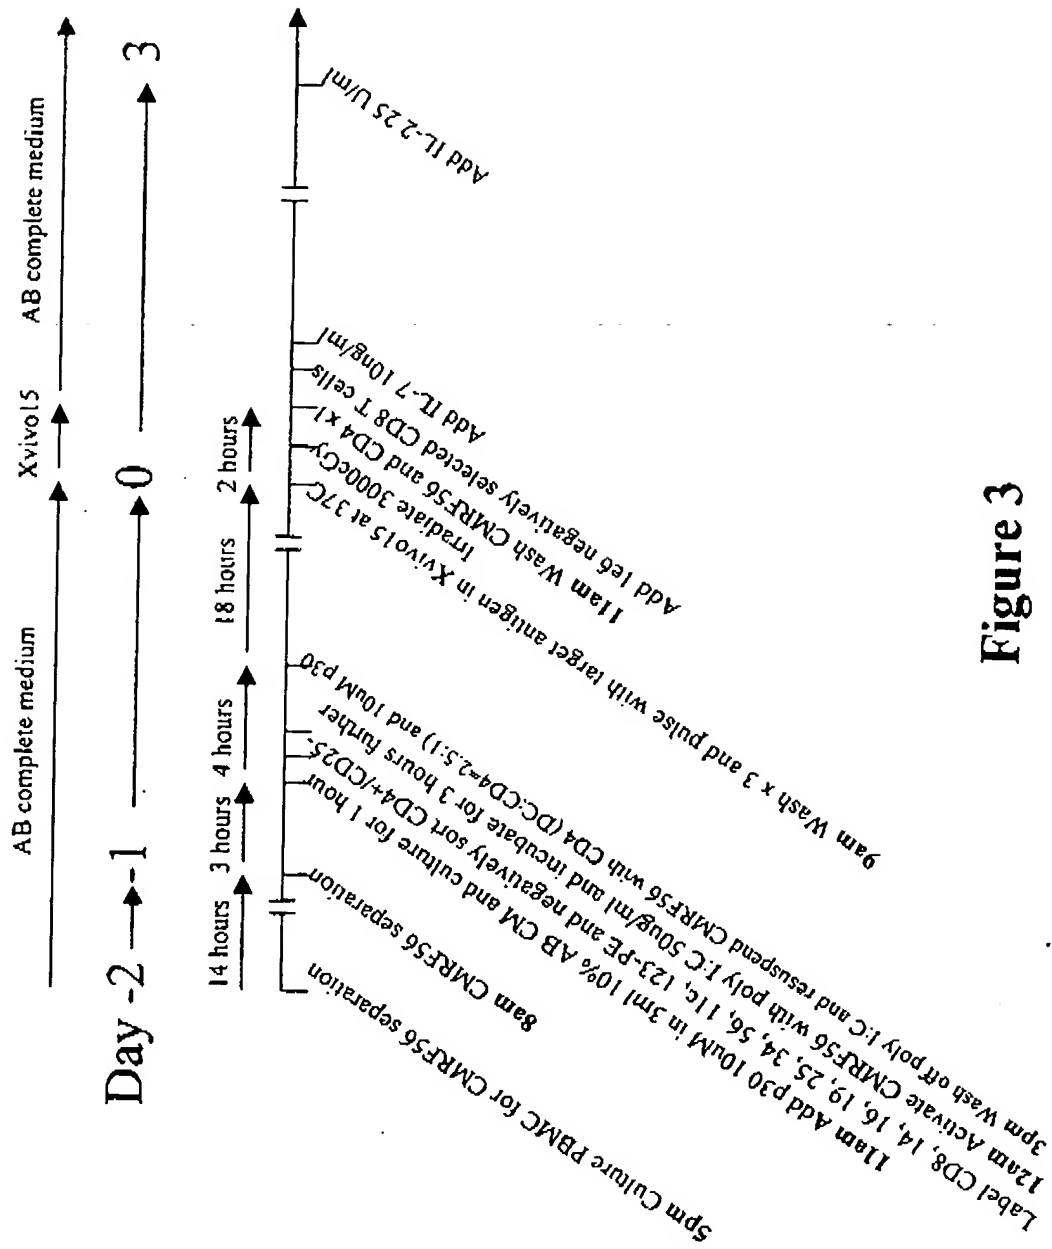 AB complete medium
Xvivo15
AB complete medium
Day -2
-1
0
3
14 hours
3 hours
4 hours
18 hours
2 hours
5pm Culture PBMC for CMRF56 separation
8am CMRF56 separation
11am Add p30 10uM in 3ml 10% AB CM and culture for 1 hour
Label CD8, 14, 16, 19, 25, 34, 56, 11c, 123-PE and negatively sort CD4+/CD25-
12am Activate CMRF56 with poly I:C 50ug/ml and incubate for 3 hours further
3pm Wash off poly I:C and resuspend CMRF56 with CD4 (DC:CD4=2.5:1) and 10uM p30
9am Wash x 3 and pulse with target antigen in Xvivo15 at 37C
Irradiate 3000cGy
11am Wash CMRF56 and CD4 x1
Add 1e6 negatively selected CD8 T cells
Add IL-7 10ng/ml
Add IL-2 25 U/ml
Figure 3